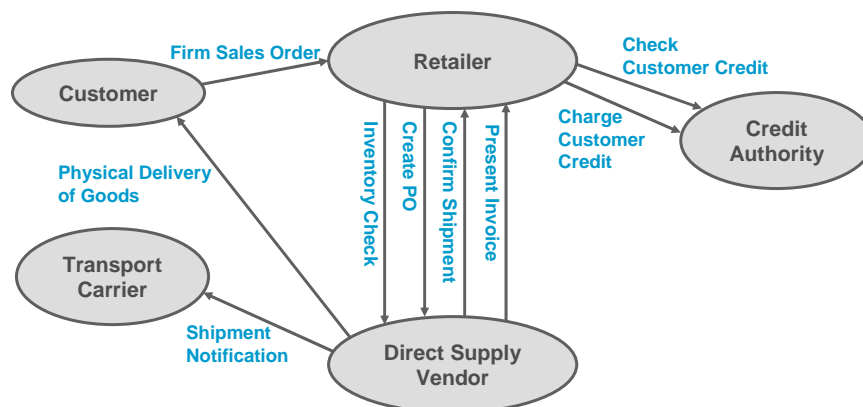 Firm Sales Order
Retailer
Check
Customer Credit
Customer
Charge
Customer
Credit
Credit
Authority
Inventory Check
Create PO
Confirm Shipment
Present Invoice
Physical Delivery
of Goods
Transport
Carrier
Shipment
Notification
Direct Supply
Vendor